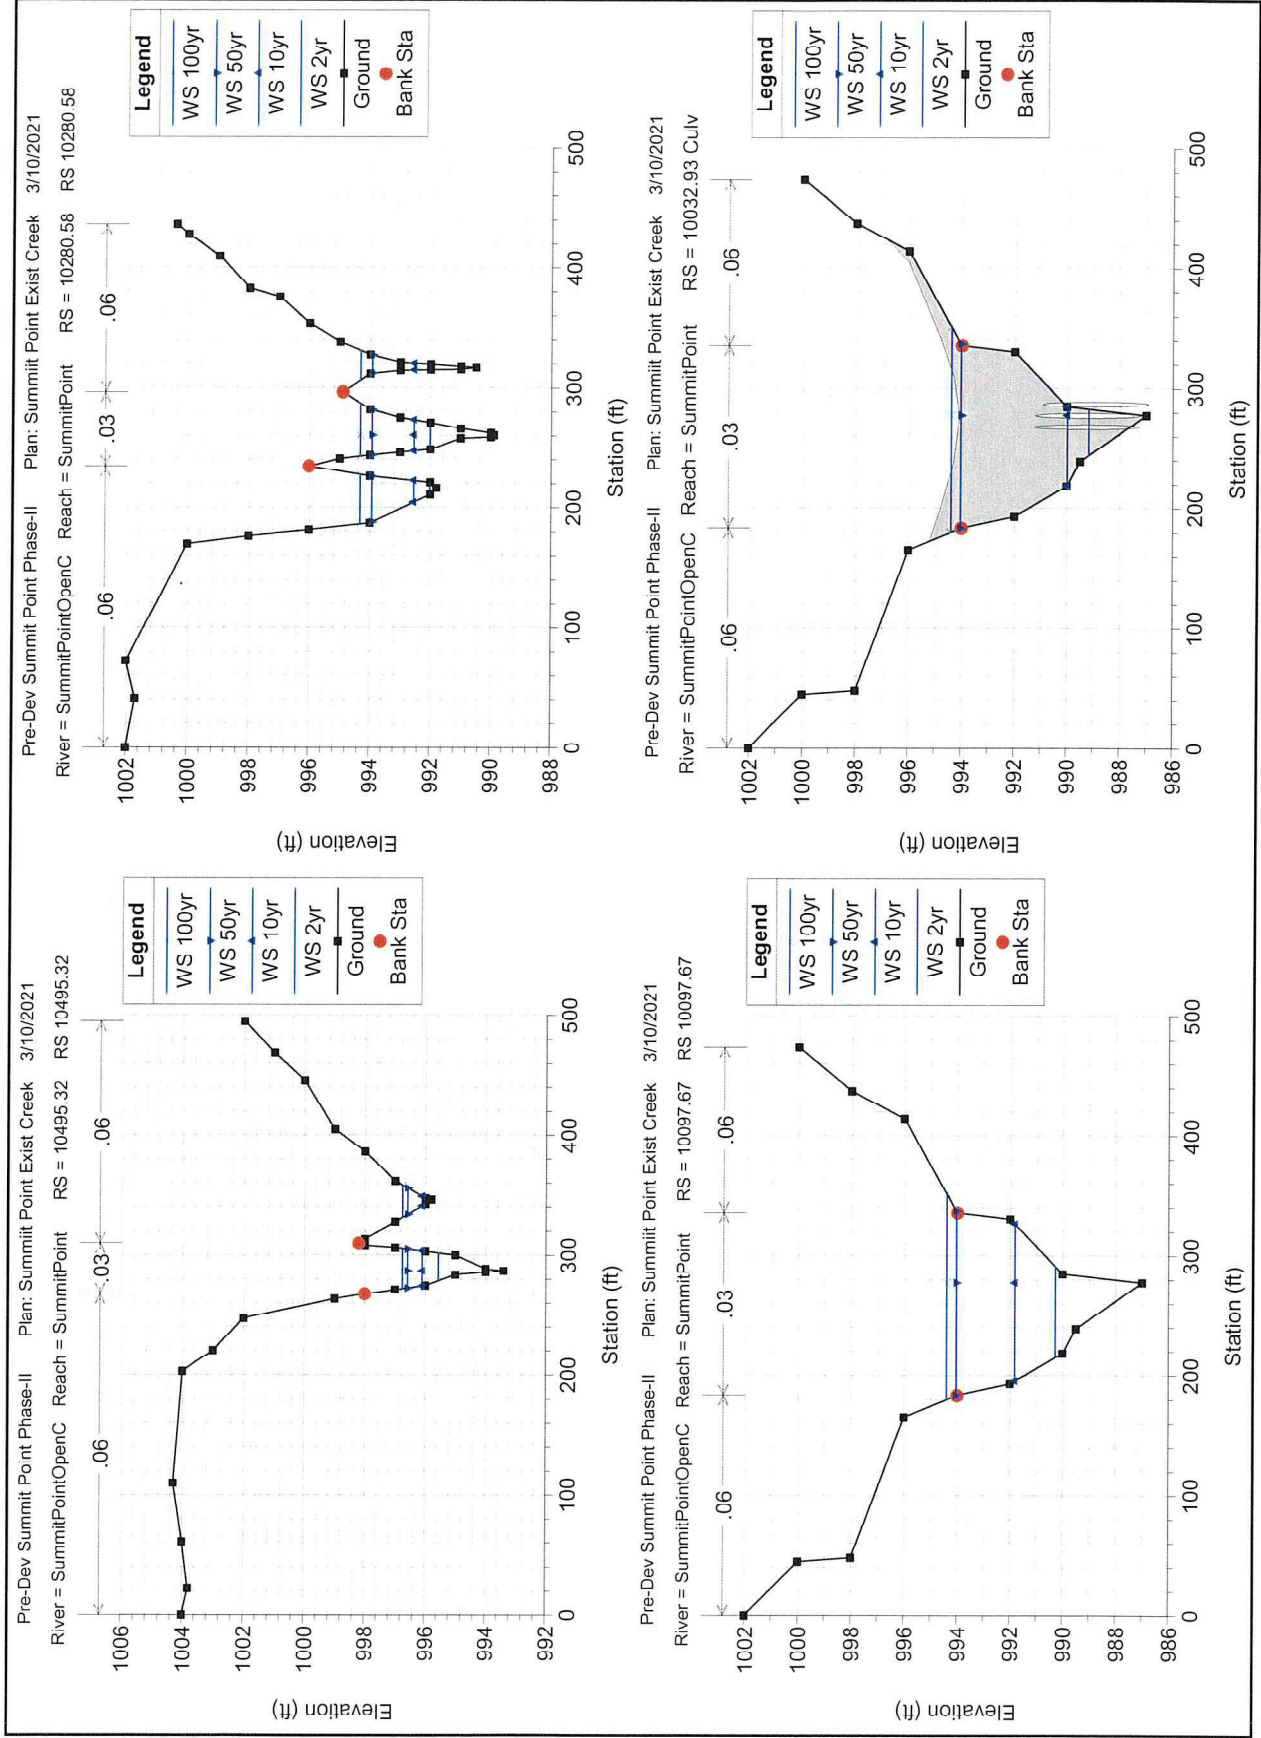 Pre-Dev Summit Point Phase-II Plan: Summiit Point Exist Creek 3/10/2021
River = SummitPointOpenC Reach = SummitPoint RS = 10495.32 RS 10495.32
.06
.03
.06
Legend
WS 100yr
WS 50yr
WS 10yr
WS 2yr
Ground
Bank Sta
1006
1004
1002
1000
998
996
994
992
Elevation (ft)
0 100 200 300 400 500
Station (ft)
Pre-Dev Summit Point Phase-II Plan: Summiit Point Exist Creek 3/10/2021
River = SummitPointOpenC Reach = SummitPoint RS = 10280.58 RS 10280.58
.06
.03
.06
Legend
WS 100yr
WS 50yr
WS 10yr
WS 2yr
Ground
Bank Sta
1002
1000
998
996
994
992
990
988
Elevation (ft)
0 100 200 300 400 500
Station (ft)
Pre-Dev Summit Point Phase-II Plan: Summiit Point Exist Creek 3/10/2021
River = SummitPointOpenC Reach = SummitPoint RS = 10097.67 RS 10097.67
.06
.03
.06
Legend
WS 100yr
WS 50yr
WS 10yr
WS 2yr
Ground
Bank Sta
1002
1000
998
996
994
992
990
988
986
Elevation (ft)
0 100 200 300 400 500
Station (ft)
Pre-Dev Summit Point Phase-II Plan: Summiit Point Exist Creek 3/10/2021
River = SummitPointOpenC Reach = SummitPoint RS = 10032.93 Culv
.06
.03
.06
Legend
WS 100yr
WS 50yr
WS 10yr
WS 2yr
Ground
Bank Sta
1002
1000
998
996
994
992
990
988
986
Elevation (ft)
0 100 200 300 400 500
Station (ft)